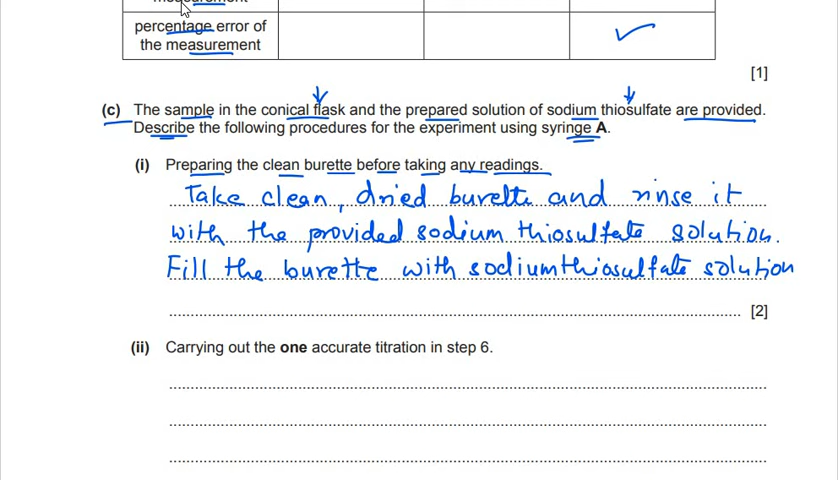 percentage error of
the measurement
[1]
(c) The sample in the conical flask and the prepared solution of sodium thiosulfate are provided.
Describe the following procedures for the experiment using syringe A.
(i) Preparing the clean burette before taking any readings.
Take clean, dried burette and rinse it
with the provided sodium thiosulfate solution.
Fill the burette with sodium thiosulfate solution
[2]
(ii) Carrying out the one accurate titration in step 6.